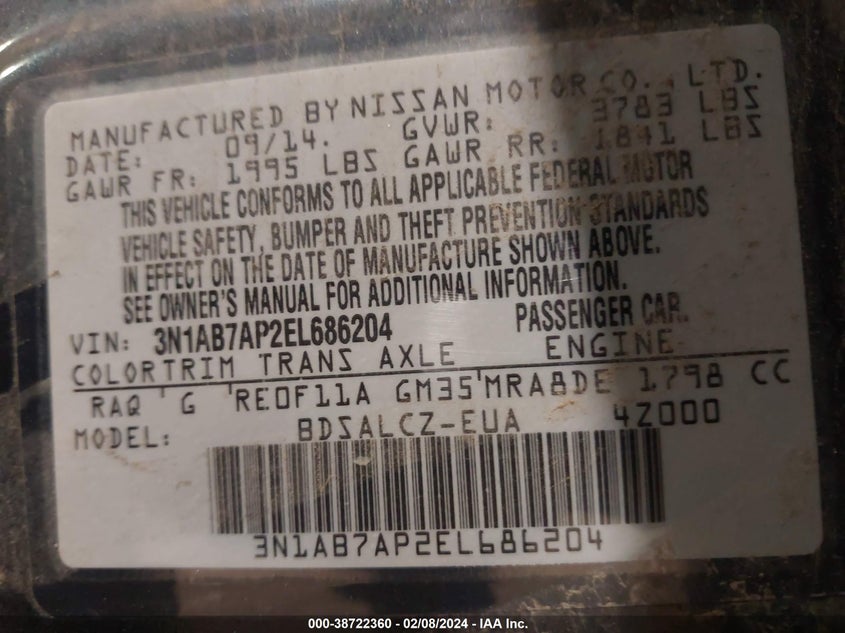 MANUFACTURED BY NISSAN MOTOR CO., LTD.
DATE: 09/14. GVWR: 3783 LBS
GAWR FR: 1995 LBS GAWR RR: 1841 LBS
THIS VEHICLE CONFORMS TO ALL APPLICABLE FEDERAL MOTOR
VEHICLE SAFETY, BUMPER AND THEFT PREVENTION STANDARDS
IN EFFECT ON THE DATE OF MANUFACTURE SHOWN ABOVE.
SEE OWNER'S MANUAL FOR ADDITIONAL INFORMATION.
VIN: 3N1AB7AP2EL686204 PASSENGER CAR.
COLOR TRIM TRANS AXLE ENGINE
RAQ G RE0F11A GM35 MRA8DE 1798 CC
MODEL: BDSALCZ-EUA 4Z000
3N1AB7AP2EL686204
000-38722360 - 02/08/2024 - IAA Inc.